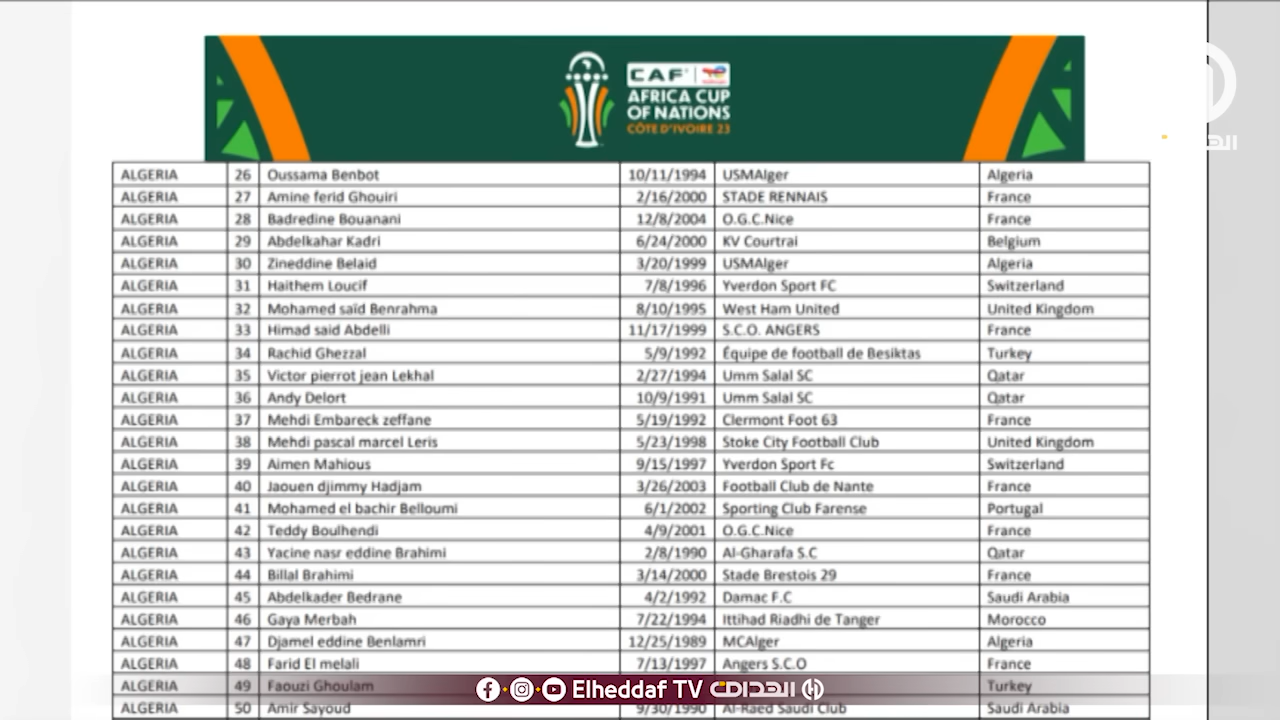 CAF
AFRICA CUP
OF NATIONS
CÔTE D'IVOIRE 23
الهد
ALGERIA 26 Oussama Benbot 10/11/1994 USMAlger Algeria
ALGERIA 27 Amine ferid Ghouiri 2/16/2000 STADE RENNAIS France
ALGERIA 28 Badredine Bouanani 12/8/2004 O.G.C.Nice France
ALGERIA 29 Abdelkahar Kadri 6/24/2000 KV Courtrai Belgium
ALGERIA 30 Zineddine Belaid 3/20/1999 USMAlger Algeria
ALGERIA 31 Haithem Loucif 7/8/1996 Yverdon Sport FC Switzerland
ALGERIA 32 Mohamed saïd Benrahma 8/10/1995 West Ham United United Kingdom
ALGERIA 33 Himad said Abdelli 11/17/1999 S.C.O. ANGERS France
ALGERIA 34 Rachid Ghezzal 5/9/1992 Équipe de football de Besiktas Turkey
ALGERIA 35 Victor pierrot jean Lekhal 2/27/1994 Umm Salal SC Qatar
ALGERIA 36 Andy Delort 10/9/1991 Umm Salal SC Qatar
ALGERIA 37 Mehdi Embareck zeffane 5/19/1992 Clermont Foot 63 France
ALGERIA 38 Mehdi pascal marcel Leris 5/23/1998 Stoke City Football Club United Kingdom
ALGERIA 39 Aimen Mahious 9/15/1997 Yverdon Sport Fc Switzerland
ALGERIA 40 Jaouen djimmy Hadjam 3/26/2003 Football Club de Nante France
ALGERIA 41 Mohamed el bachir Belloumi 6/1/2002 Sporting Club Farense Portugal
ALGERIA 42 Teddy Boulhendi 4/9/2001 O.G.C.Nice France
ALGERIA 43 Yacine nasr eddine Brahimi 2/8/1990 Al-Gharafa S.C Qatar
ALGERIA 44 Billal Brahimi 3/14/2000 Stade Brestois 29 France
ALGERIA 45 Abdelkader Bedrane 4/2/1992 Damac F.C Saudi Arabia
ALGERIA 46 Gaya Merbah 7/22/1994 Ittihad Riadhi de Tanger Morocco
ALGERIA 47 Djamel eddine Benlamri 12/25/1989 MCAlger Algeria
ALGERIA 48 Farid El melali 7/13/1997 Angers S.C.O France
ALGERIA 49 Faouzi Ghoulam Turkey
Elheddaf TV الهداف
ALGERIA 50 Amir Sayoud 9/30/1990 Al-Raed Saudi Club Saudi Arabia